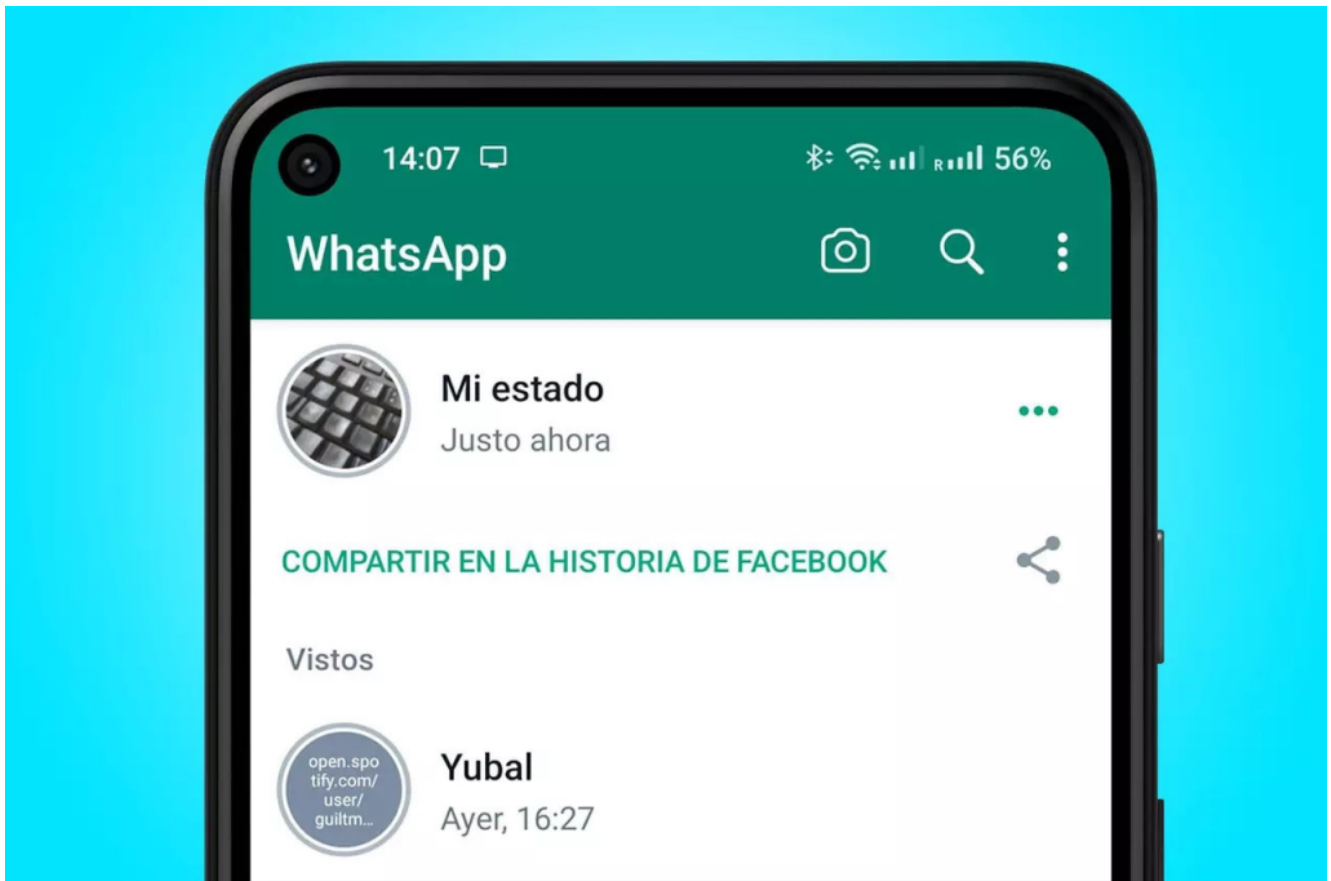 14:07
R
56%
WhatsApp
Mi estado
Justo ahora
COMPARTIR EN LA HISTORIA DE FACEBOOK
Vistos
open.spo
tify.com/
user/
guiltm...
Yubal
Ayer, 16:27